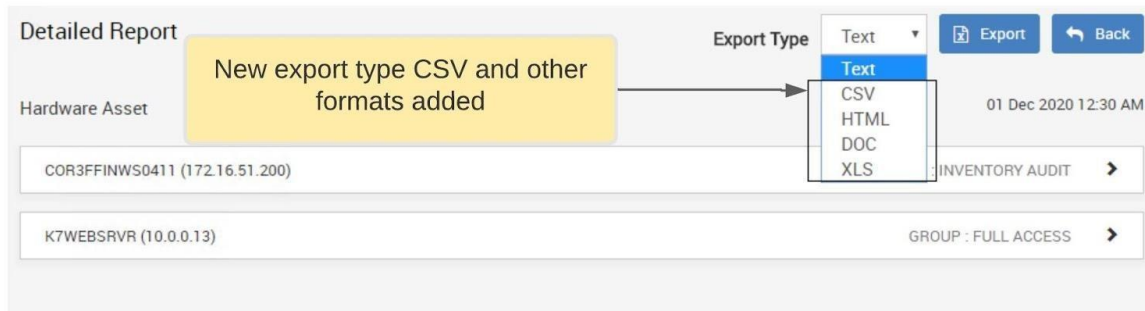 Detailed Report
Export Type
Text
Export
Back
New export type CSV and other
formats added
Text
CSV
HTML
DOC
XLS
Hardware Asset
01 Dec 2020 12:30 AM
COR3FFINWS0411 (172.16.51.200)
: INVENTORY AUDIT
K7WEBSRVR (10.0.0.13)
GROUP : FULL ACCESS